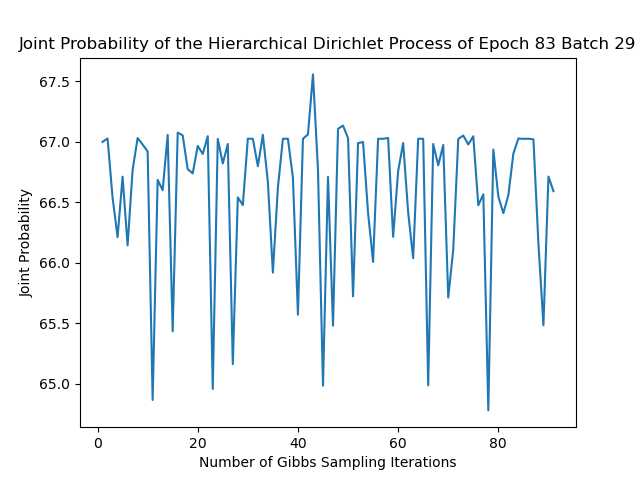 Joint Probability of the Hierarchical Dirichlet Process of Epoch 83 Batch 29
67.5
67.0
66.5
66.0
65.5
65.0
Joint Probability
0 20 40 60 80
Number of Gibbs Sampling Iterations